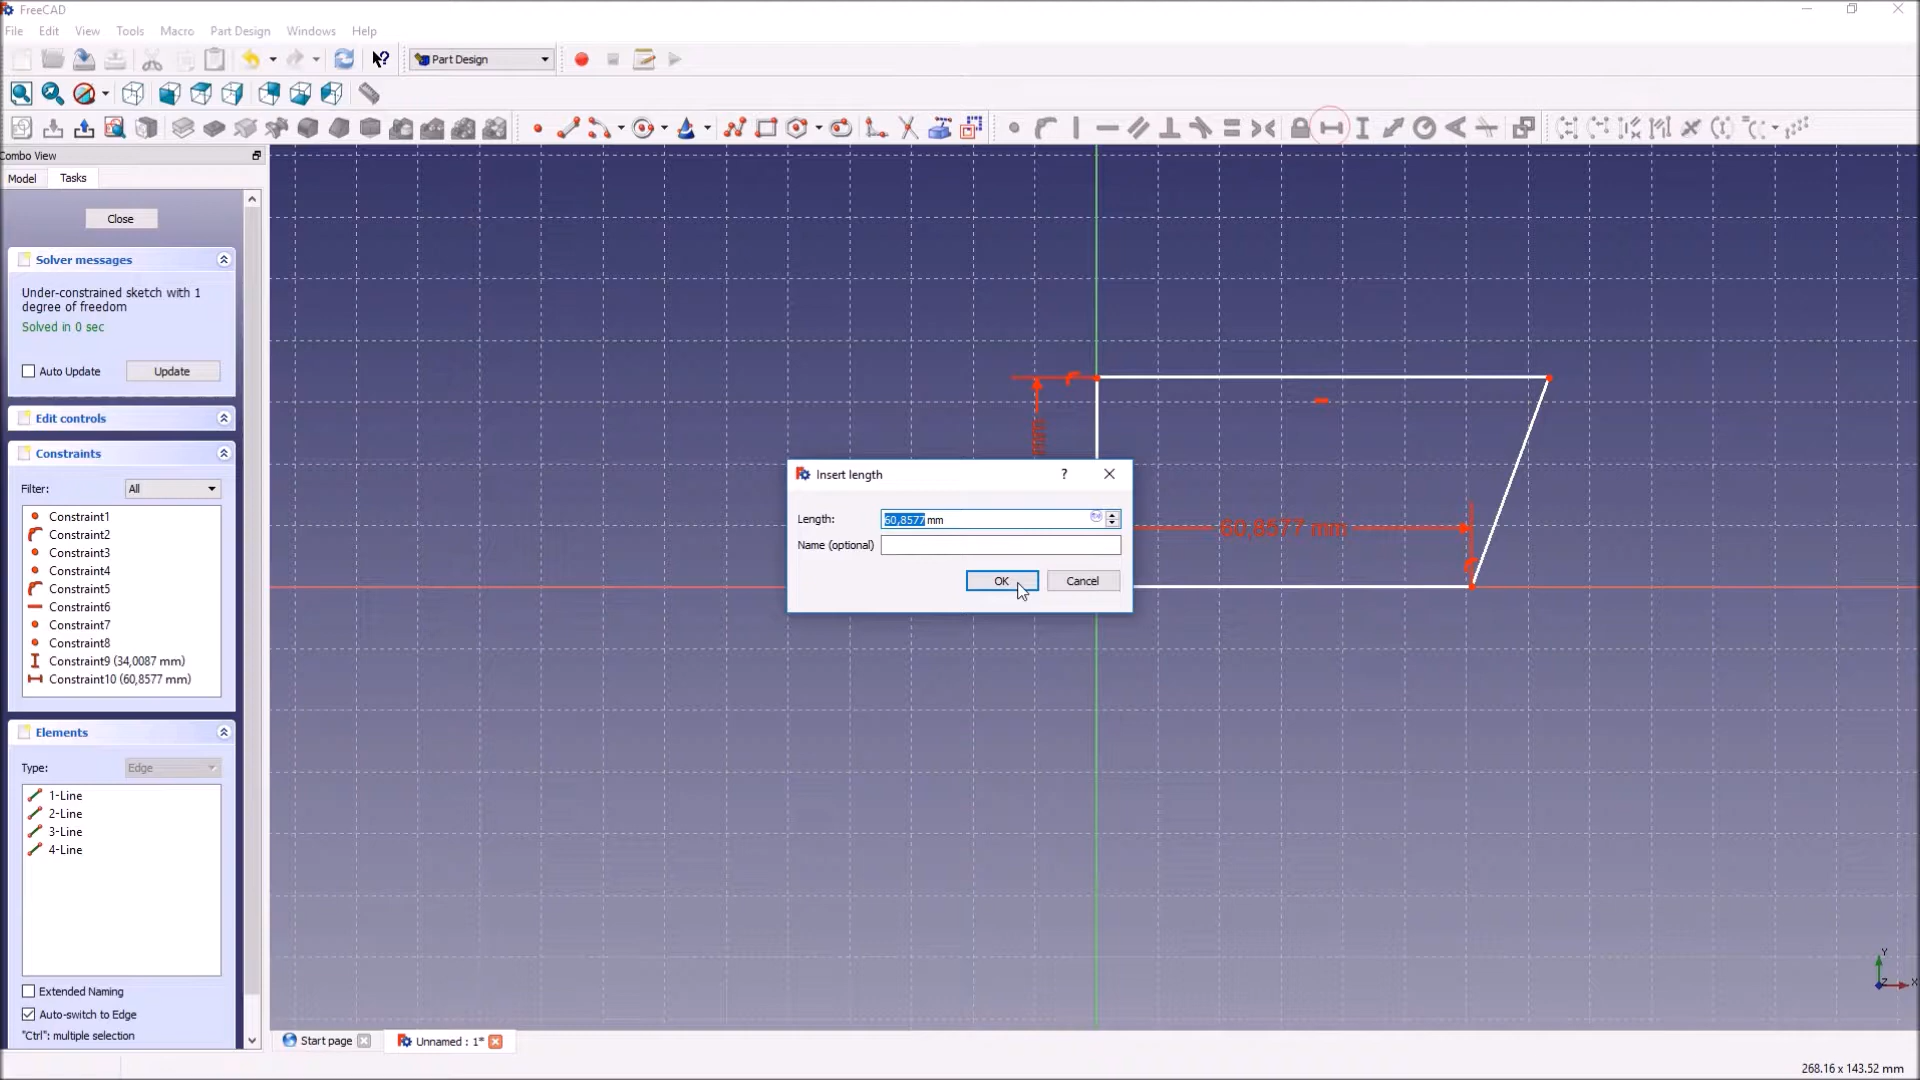 FreeCAD
File Edit View Tools Macro Part Design Windows Help
Part Design
Combo View
Model Tasks
Close
Solver messages
Under-constrained sketch with 1
degree of freedom
Solved in 0 sec
Auto Update Update
Edit controls
Constraints
Filter: All
Constraint1
Constraint2
Constraint3
Constraint4
Constraint5
Constraint6
Constraint7
Constraint8
Constraint9 (34,0087 mm)
Constraint10 (60,8577 mm)
Elements
Type: Edge
1-Line
2-Line
3-Line
4-Line
Extended Naming
Auto-switch to Edge
"Ctrl": multiple selection
Insert length ?
Length: 60,8577 mm
Name (optional)
OK Cancel
60,8577 mm
Y
Z X
Start page Unnamed : 1*
268.16 x 143.52 mm